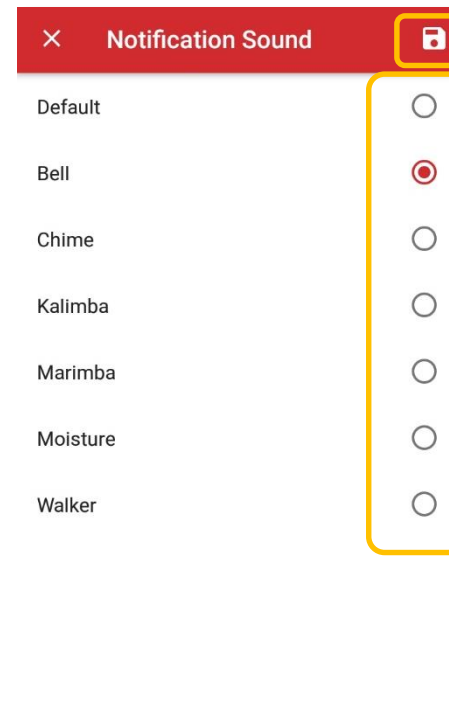 Notification Sound
Default
Bell
Chime
Kalimba
Marimba
Moisture
Walker